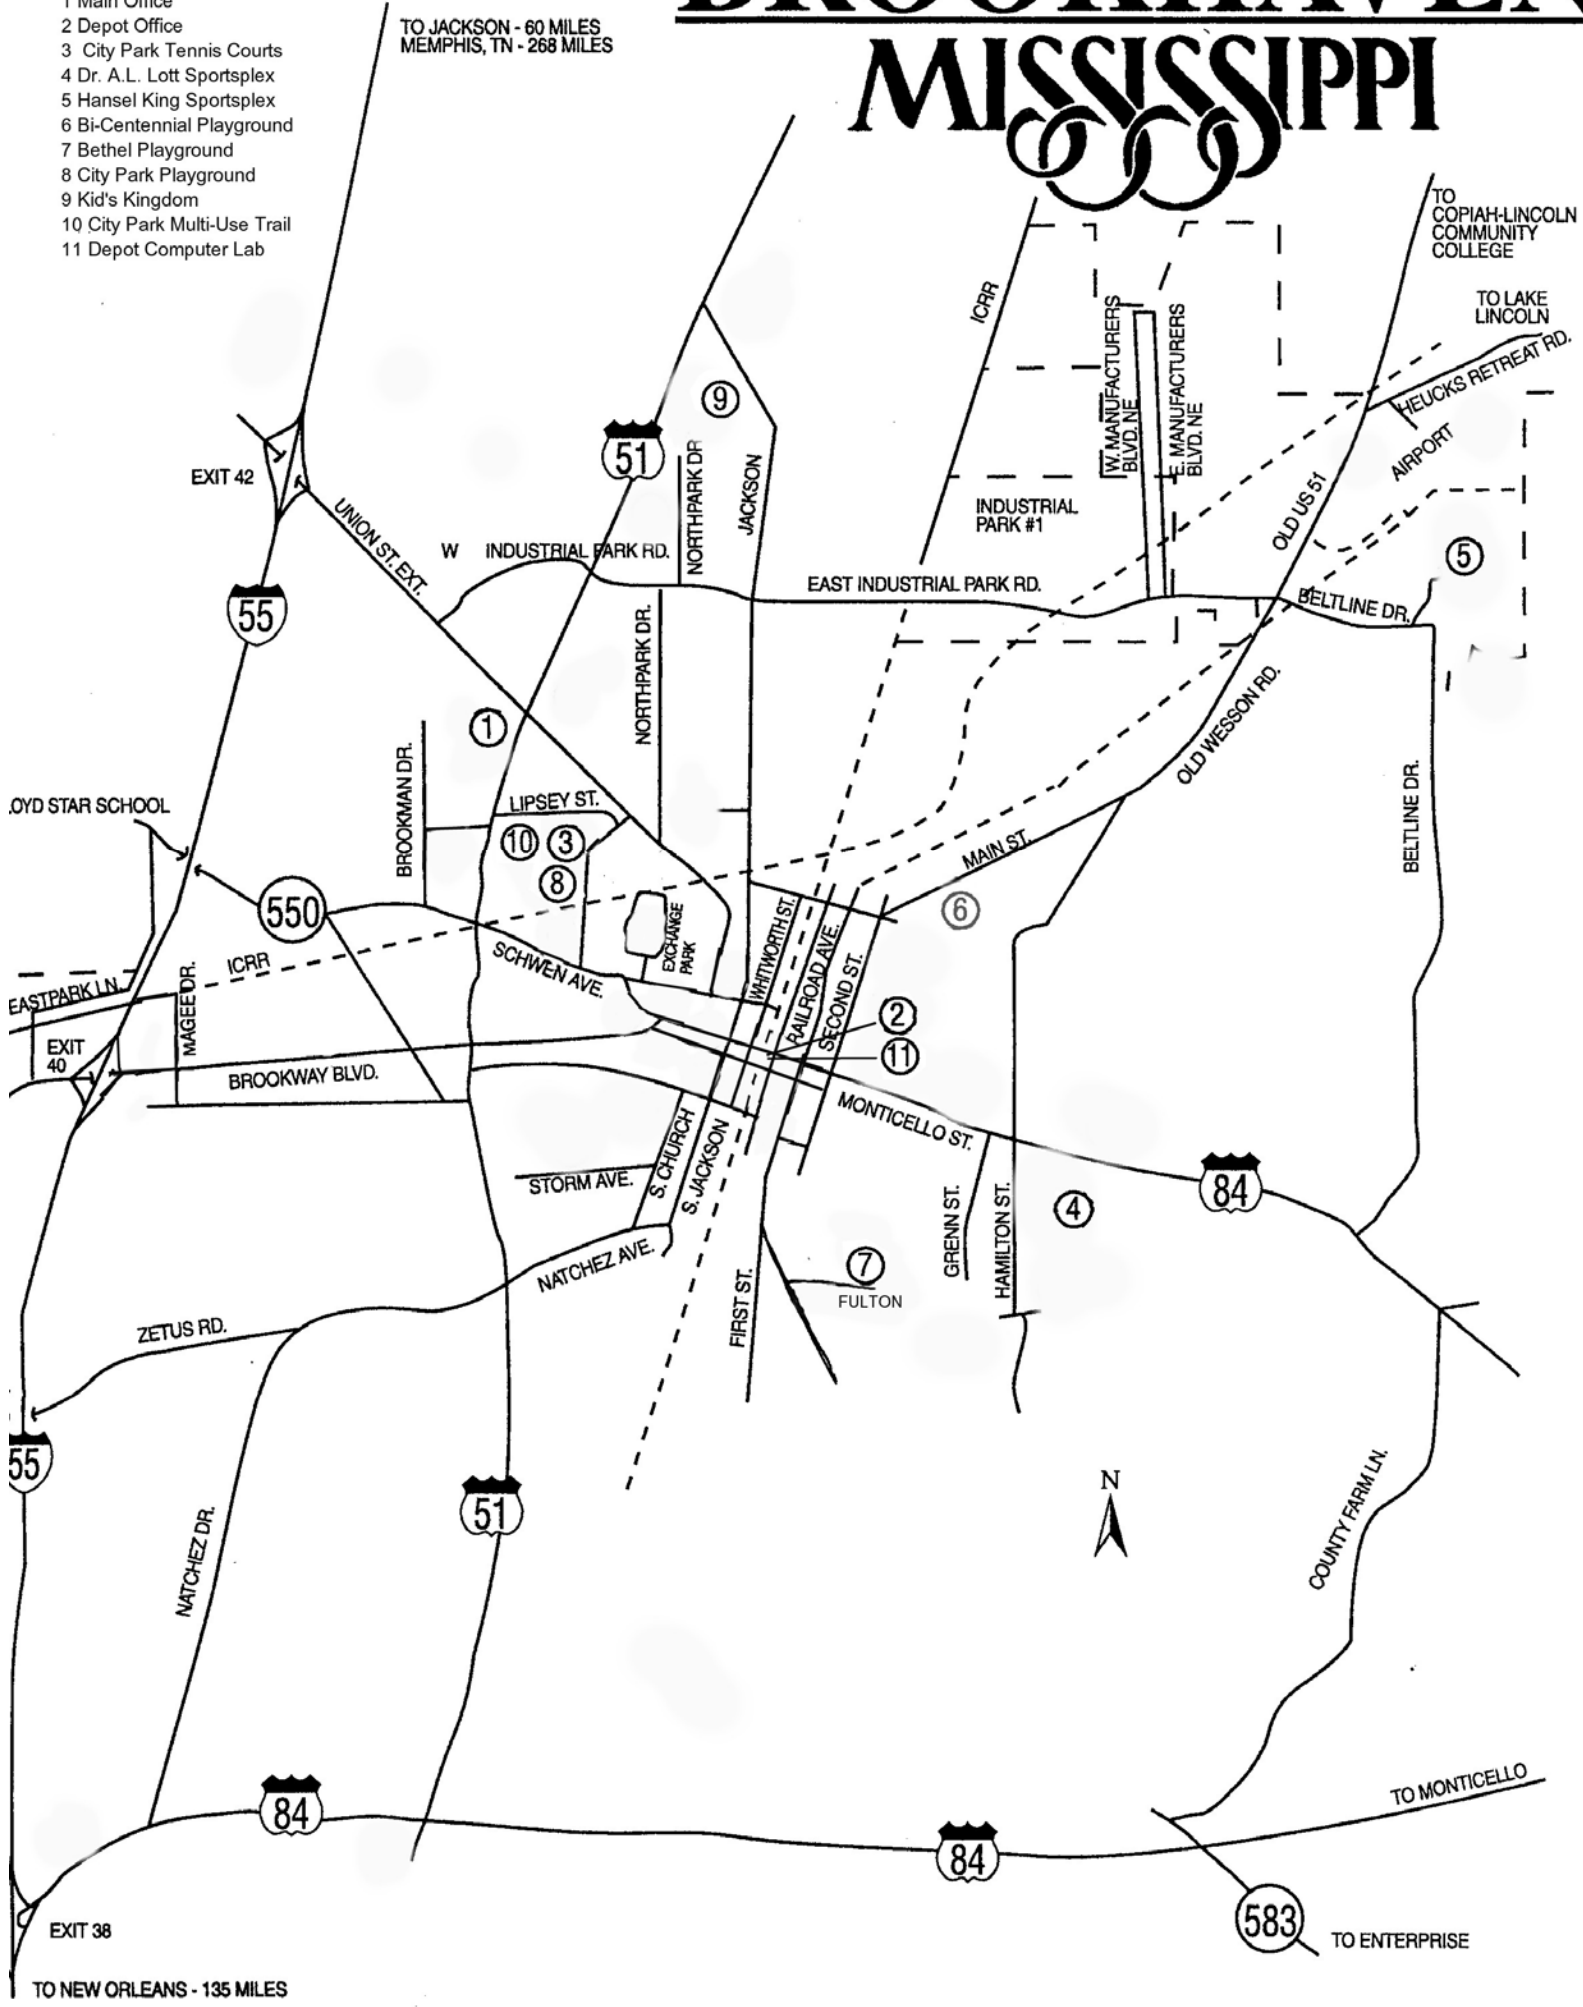 1 Main Office
2 Depot Office
3 City Park Tennis Courts
4 Dr. A.L. Lott Sportsplex
5 Hansel King Sportsplex
6 Bi-Centennial Playground
7 Bethel Playground
8 City Park Playground
9 Kid's Kingdom
10 City Park Multi-Use Trail
11 Depot Computer Lab
TO JACKSON - 60 MILES
MEMPHIS, TN - 268 MILES
BROOKHAVEN
MISSISSIPPI
TO
COPIAH-LINCOLN
COMMUNITY
COLLEGE
TO LAKE
LINCOLN
HEUCKS RETREAT RD.
AIRPORT
ICRR
W. MANUFACTURERS
BLVD. NE
E. MANUFACTURERS
BLVD. NE
9
51
EXIT 42
NORTHPARK DR
JACKSON
INDUSTRIAL
PARK #1
OLD US 51
5
UNION ST. EXT.
W INDUSTRIAL PARK RD.
EAST INDUSTRIAL PARK RD.
BELTLINE DR.
55
NORTHPARK DR.
1
OLD WESSON RD.
BROOKMAN DR.
LIPSEY ST.
OYD STAR SCHOOL
10
3
8
MAIN ST.
BELTLINE DR.
550
6
EXCHANGE
PARK
WHITWORTH ST.
RAILROAD AVE.
SECOND ST.
ICRR
SCHWEN AVE.
EASTPARK LN.
MAGEE DR.
2
11
EXIT
40
BROOKWAY BLVD.
MONTICELLO ST.
S. CHURCH
S. JACKSON
STORM AVE.
84
GRENN ST.
HAMILTON ST.
4
NATCHEZ AVE.
7
FULTON
FIRST ST.
ZETUS RD.
55
51
N
COUNTY FARM LN.
NATCHEZ DR.
84
TO MONTICELLO
84
583
TO ENTERPRISE
EXIT 38
TO NEW ORLEANS - 135 MILES